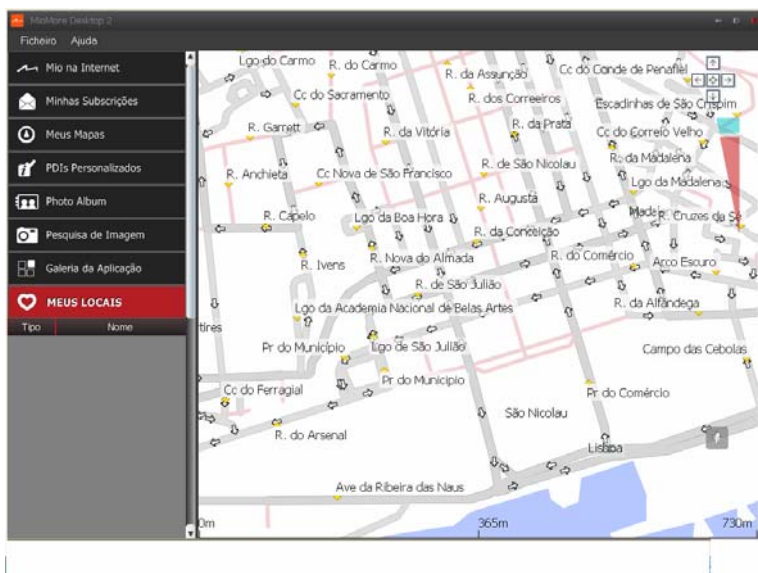 MioMore Desktop 2
Ficheiro Ajuda
Mio na Internet
Minhas Subscrições
Meus Mapas
PDIs Personalizados
Photo Album
Pesquisa de Imagem
Galeria da Aplicação
MEUS LOCAIS
Tipo Nome
Lgo do Carmo
R. do Carmo
R. da Assunção
Cc do Conde de Penafiel
Cc do Sacramento
R. dos Correeiros
Escadinhas de São Crispim
R. Garrett
R. da Vitória
R. da Prata
Cc do Correio Velho
R. da Madalena
R. Anchieta
Cc Nova de São Francisco
R. de São Nicolau
Lgo da Madalena
R. Augusta
R. Capelo
Lgo da Boa Hora
R. Cruzes da Sé
R. da Conceição
R. Ivens
R. Nova do Almada
R. do Comércio
Arco Escuro
R. de São Julião
Lgo da Academia Nacional de Belas Artes
R. da Alfândega
tires
Pr do Município
Lgo de São Julião
Campo das Cebolas
Cc do Ferragial
Pr do Municipio
Pr do Comércio
São Nicolau
R. do Arsenal
Lisboa
Ave da Ribeira das Naus
0m 365m 730m